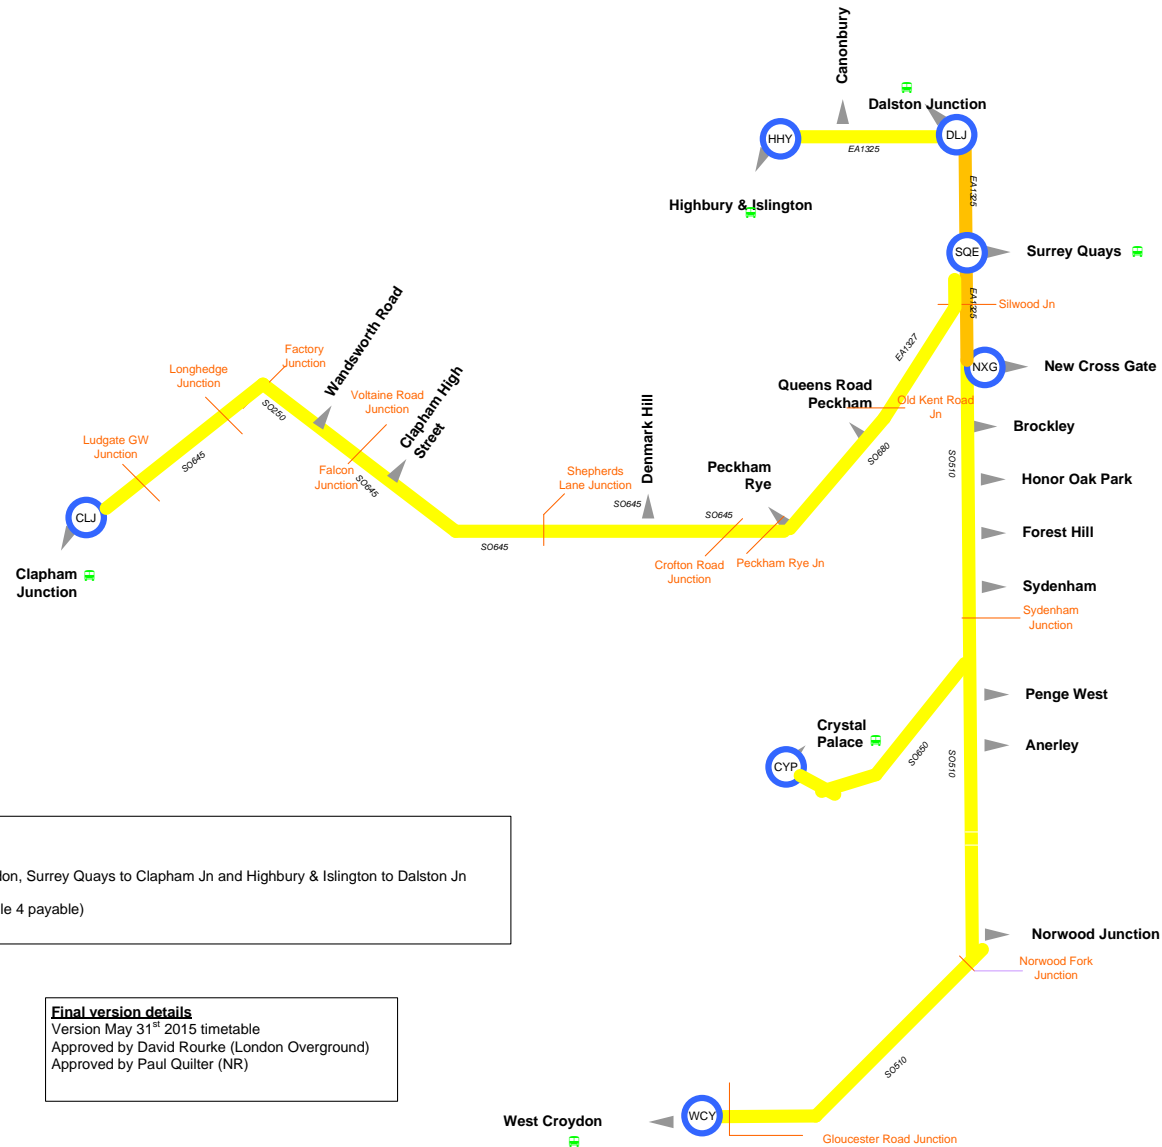 Canonbury
Dalston Junction
HHY
DLJ
EA1325
EA1325
Highbury & Islington
SQE
Surrey Quays
EA1325
Silwood Jn
EA1327
NXG
New Cross Gate
Factory
Junction
Wandsworth Road
Longhedge
Junction
SO250
Voltaine Road
Junction
Clapham High
Street
Queens Road
Peckham
Old Kent Road
Jn
SO680
Brockley
Ludgate GW
Junction
SO645
Falcon
Junction
SO645
Shepherds
Lane Junction
Denmark Hill
SO645
Peckham
Rye
SO645
SO510
Honor Oak Park
CLJ
SO645
Crofton Road
Junction
Peckham Rye Jn
Forest Hill
Clapham
Junction
Sydenham
Sydenham
Junction
Penge West
Crystal
Palace
CYP
SO650
SO510
Anerley
don, Surrey Quays to Clapham Jn and Highbury & Islington to Dalston Jn
le 4 payable)
Norwood Junction
Norwood Fork
Junction
Final version details
Version May 31st 2015 timetable
Approved by David Rourke (London Overground)
Approved by Paul Quilter (NR)
SO510
West Croydon
WCY
Gloucester Road Junction